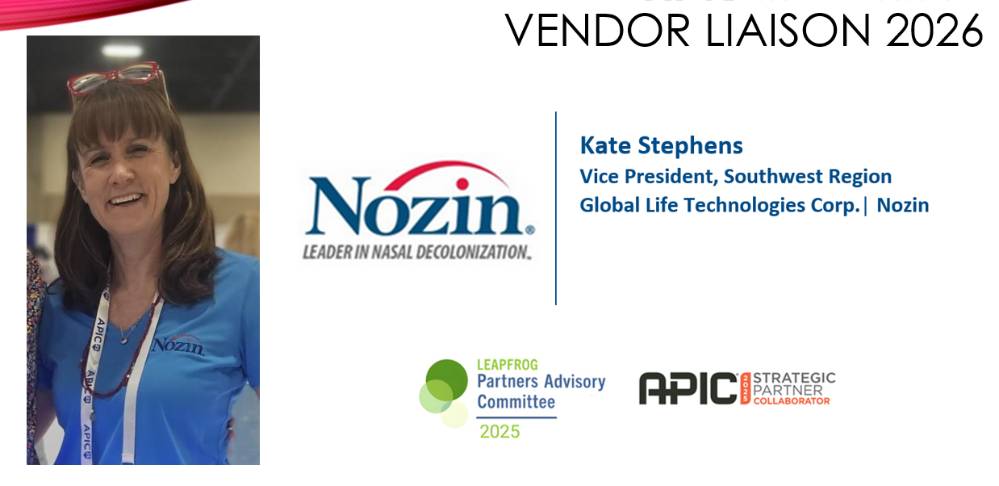 VENDOR LIAISON 2026
Nozin®
LEADER IN NASAL DECOLONIZATION™
Kate Stephens
Vice President, Southwest Region
Global Life Technologies Corp.| Nozin
APIC
APIC
APIC
Nozin
LEAPFROG
Partners Advisory
Committee
2025
APIC 2025 STRATEGIC
PARTNER
COLLABORATOR